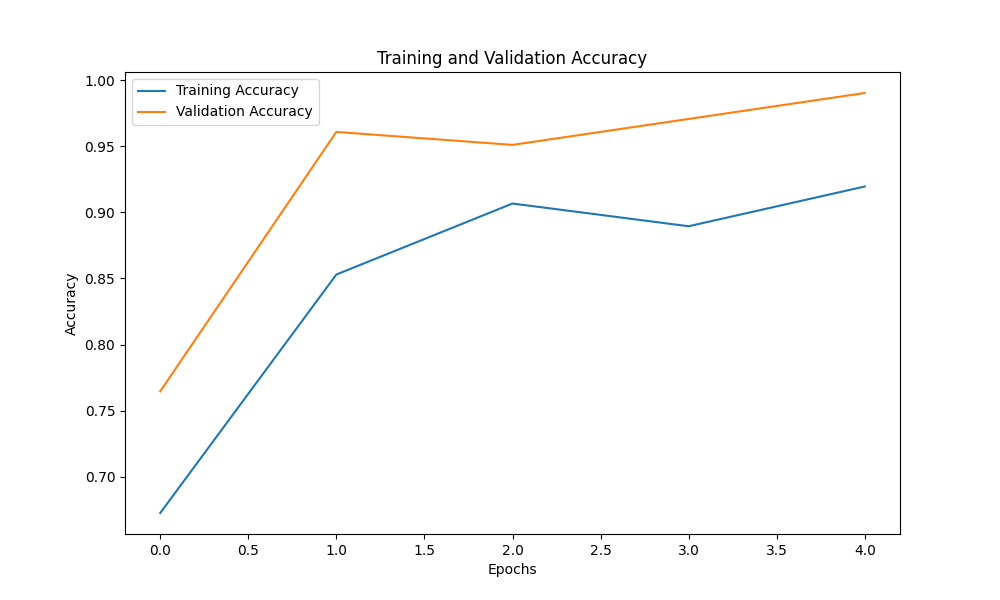 Training and Validation Accuracy
Training Accuracy
Validation Accuracy
1.00
0.95
0.90
0.85
0.80
0.75
0.70
Accuracy
0.0 0.5 1.0 1.5 2.0 2.5 3.0 3.5 4.0
Epochs